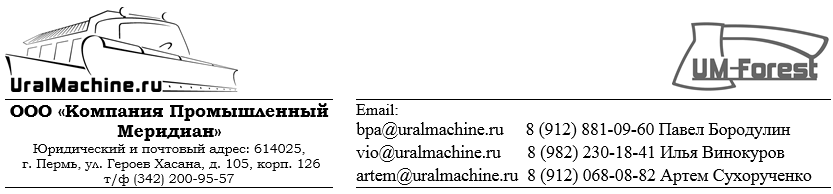 UralMachine.ru
UM-Forest
ООО «Компания Промышленный
Меридиан»
Юридический и почтовый адрес: 614025,
г. Пермь, ул. Героев Хасана, д. 105, корп. 126
т/ф (342) 200-95-57
Email:
bpa@uralmachine.ru 8 (912) 881-09-60 Павел Бородулин
vio@uralmachine.ru 8 (982) 230-18-41 Илья Винокуров
artem@uralmachine.ru 8 (912) 068-08-82 Артем Сухорученко